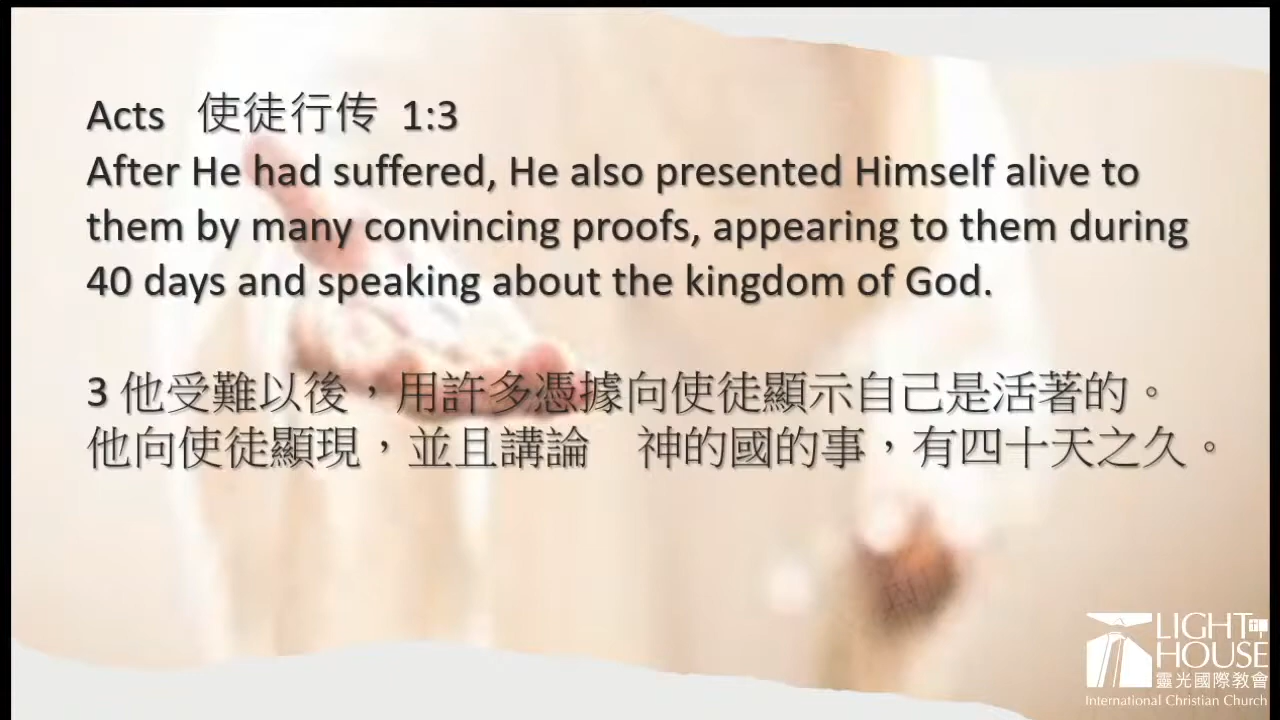 Acts 使徒行传 1:3
After He had suffered, He also presented Himself alive to
them by many convincing proofs, appearing to them during
40 days and speaking about the kingdom of God.
3 他受難以後，用許多憑據向使徒顯示自己是活著的。
他向使徒顯現，並且講論　神的國的事，有四十天之久。
LIGHT
HOUSE
靈光國際教會
International Christian Church